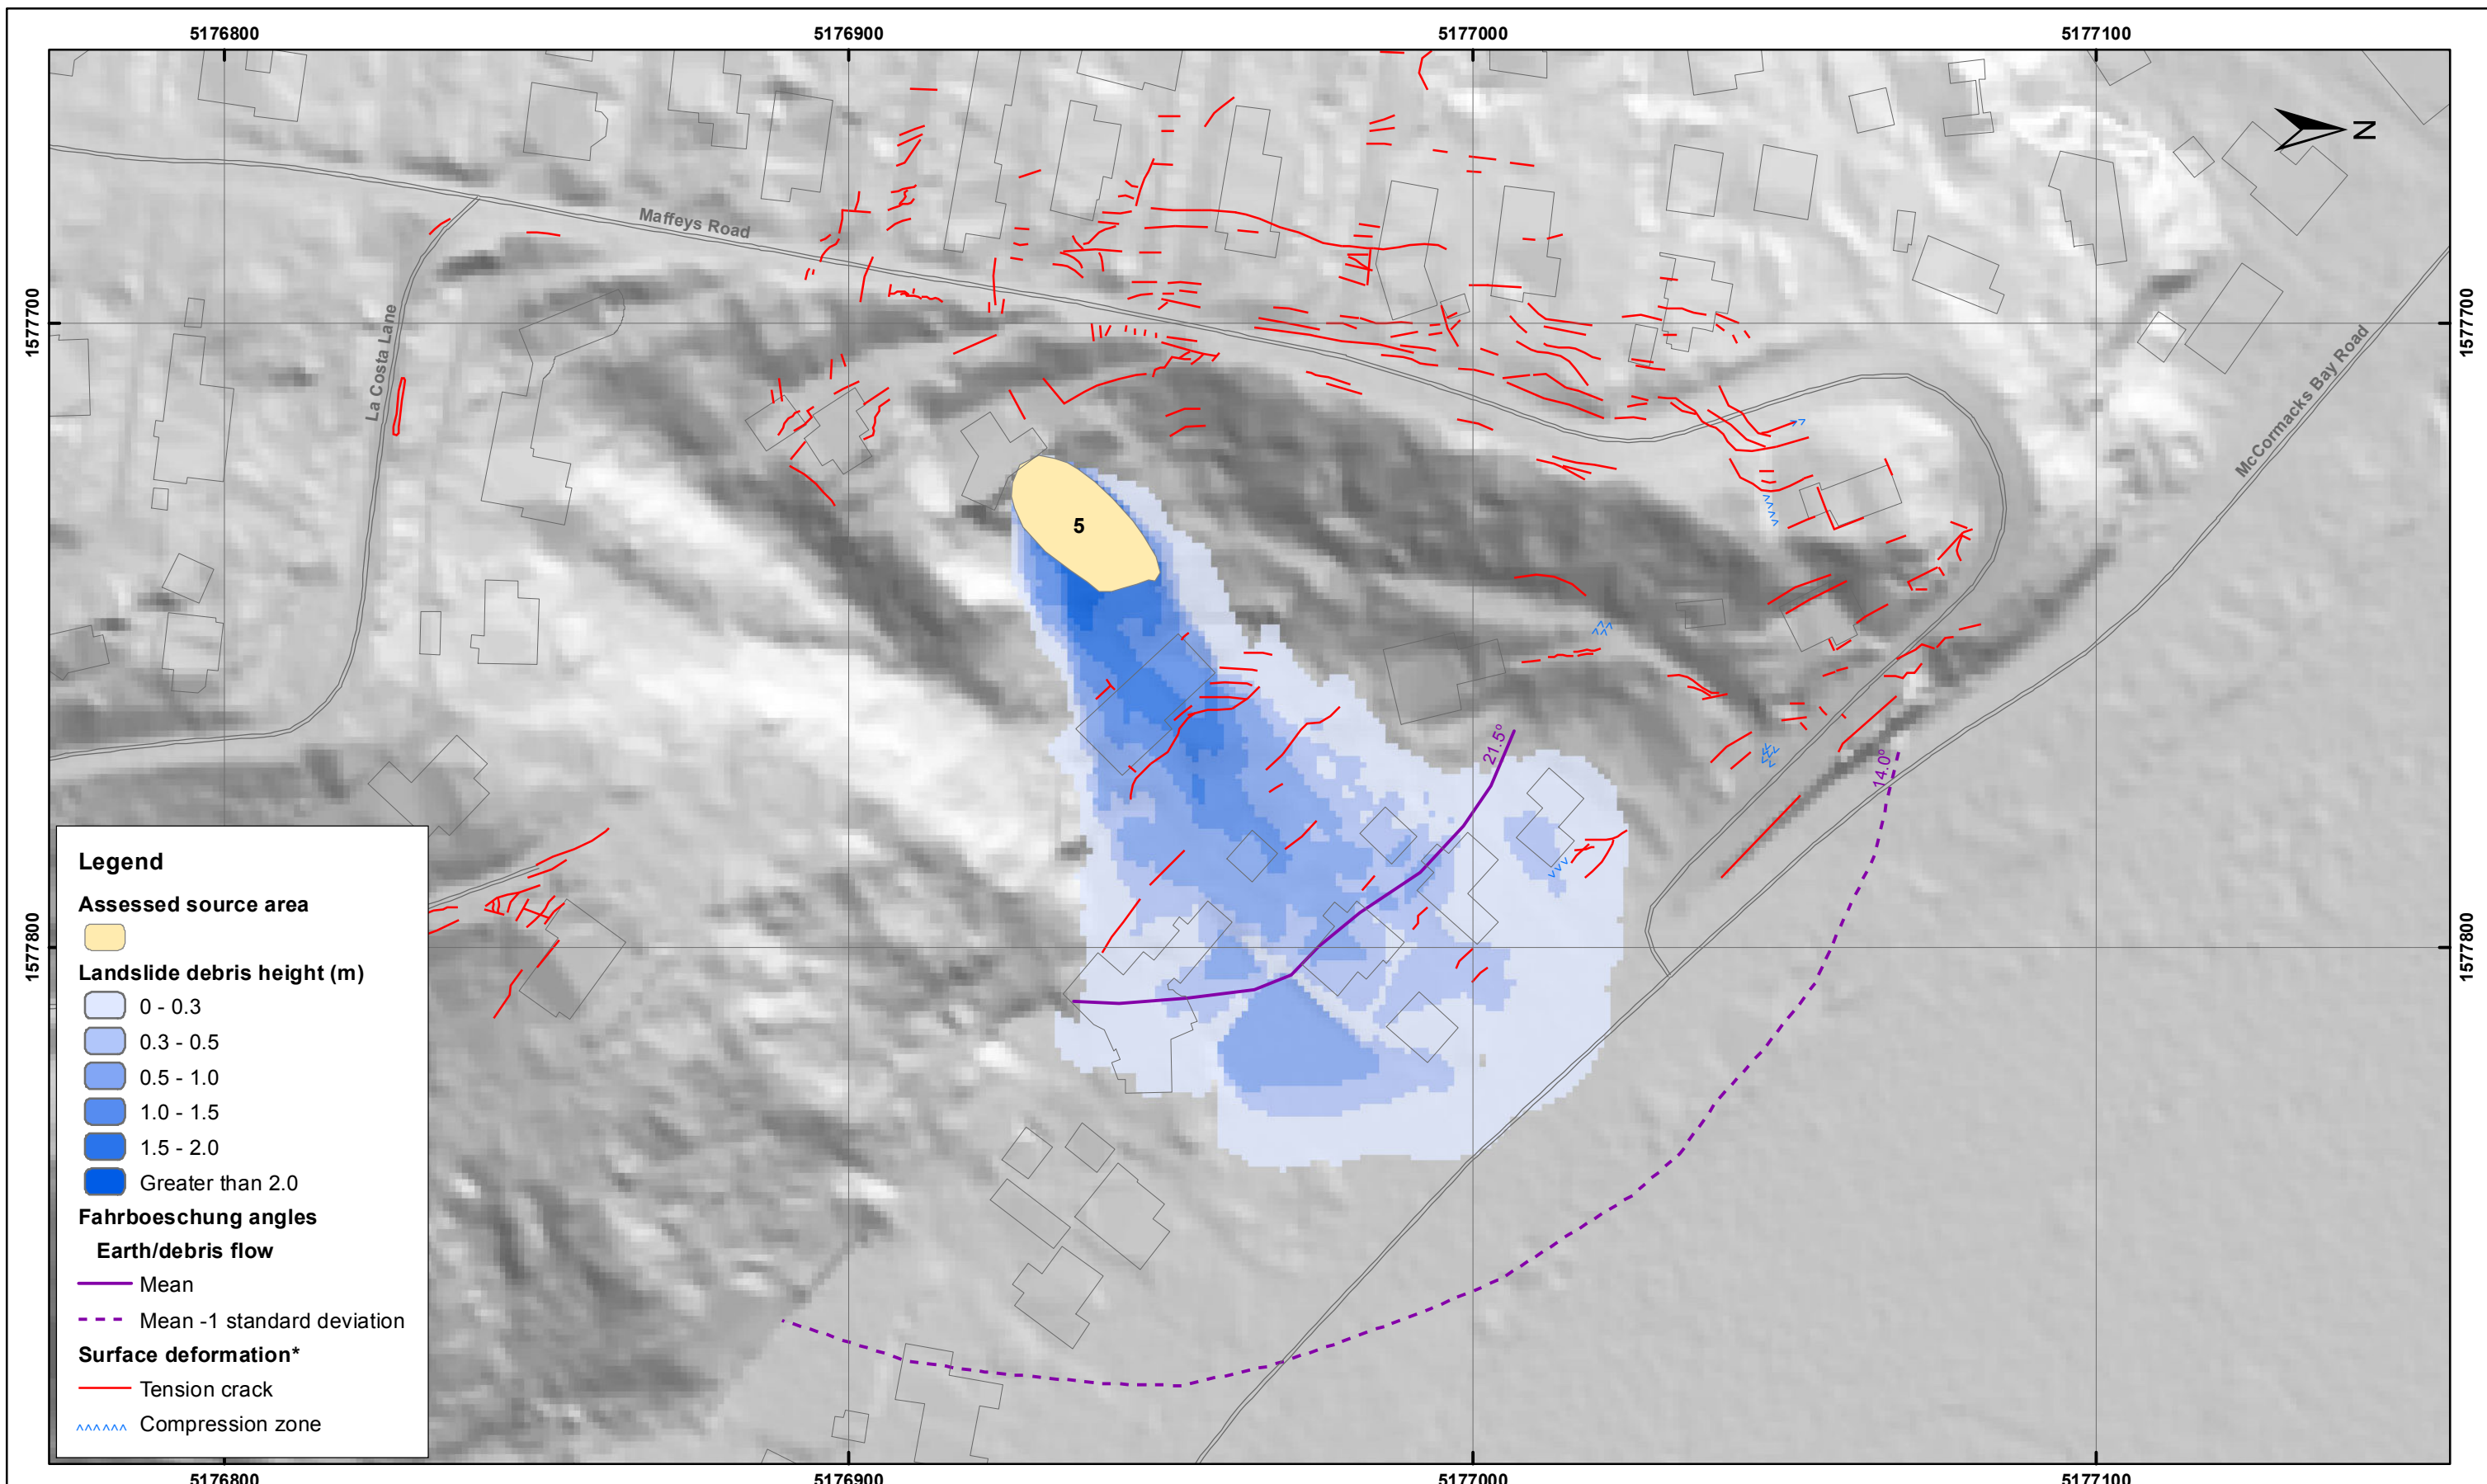 5176800 5176900 5177000 5177100
N
Maffeys Road
1577700
La Costa Lane
1577700
McCormacks Bay Road
5
21.5°
14.0°
Legend
Assessed source area
Landslide debris height (m)
0 - 0.3
0.3 - 0.5
0.5 - 1.0
1.0 - 1.5
1.5 - 2.0
Greater than 2.0
Fahrboeschung angles
Earth/debris flow
Mean
Mean -1 standard deviation
Surface deformation*
Tension crack
Compression zone
1577800
1577800
5176800 5176900 5177000 5177100